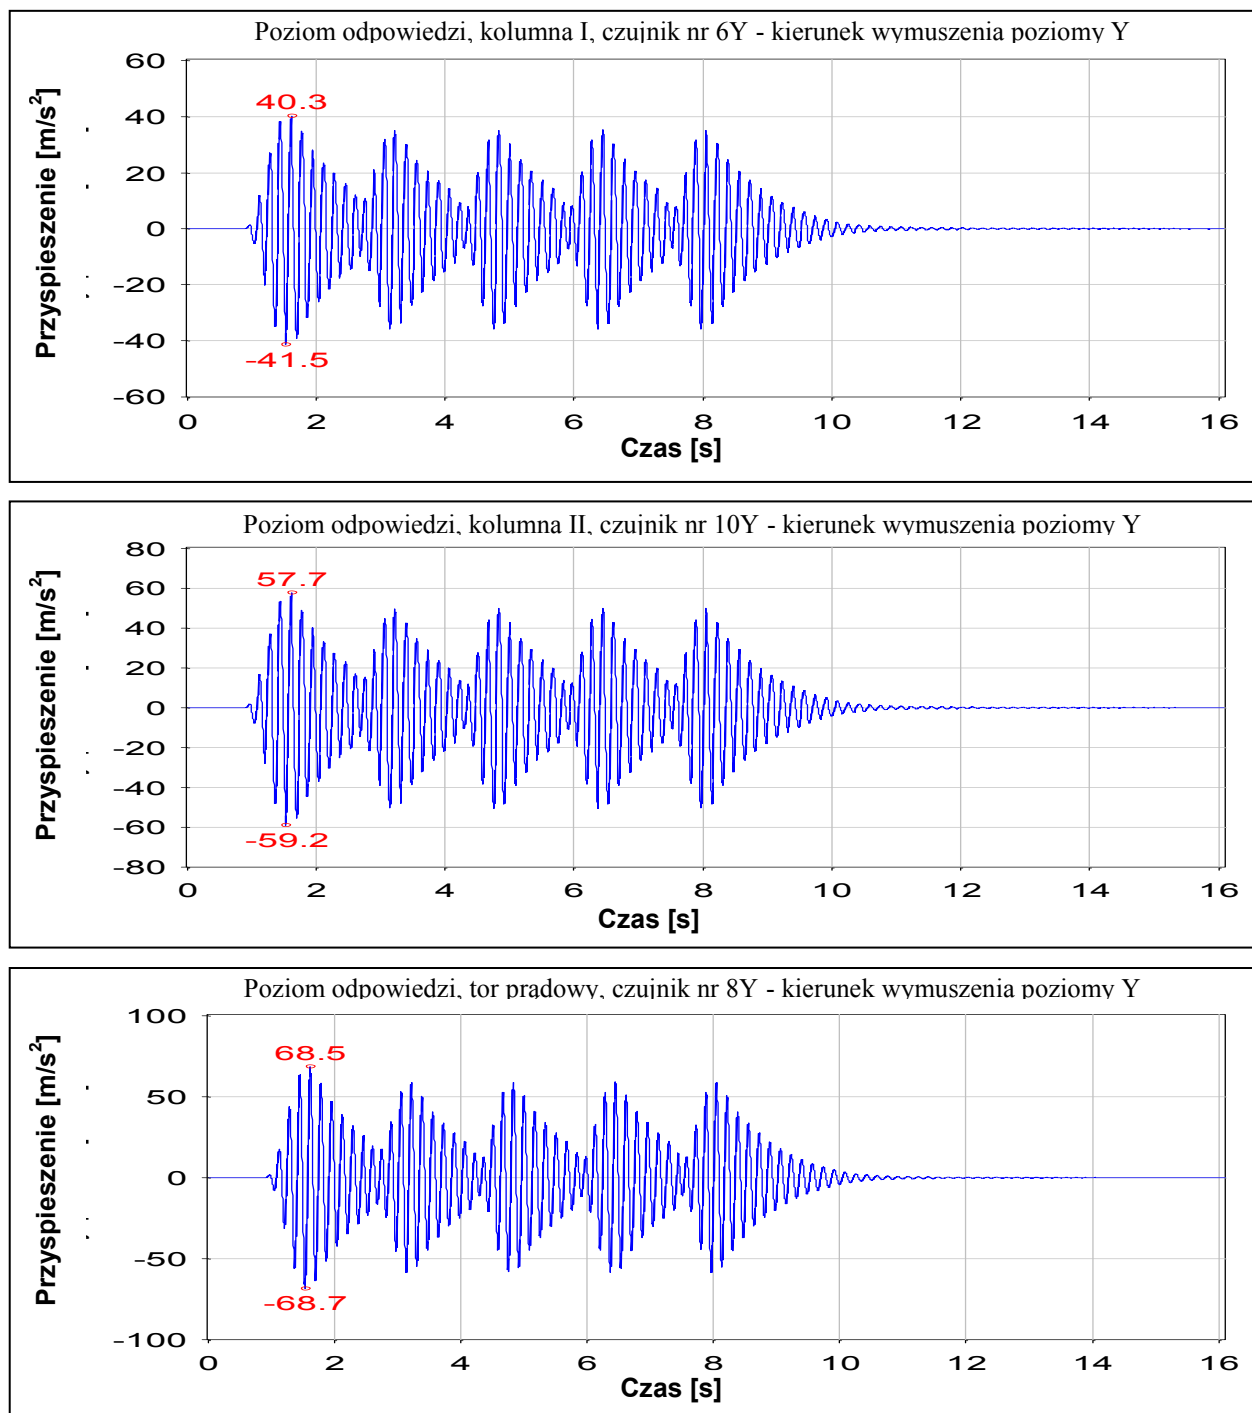 Poziom odpowiedzi, kolumna I, czujnik nr 6Y - kierunek wymuszenia poziomy Y
Przyspieszenie [m/s²]
60
40
20
0
-20
-40
-60
40.3
-41.5
0 2 4 6 8 10 12 14 16
Czas [s]
Poziom odpowiedzi, kolumna II, czujnik nr 10Y - kierunek wymuszenia poziomy Y
Przyspieszenie [m/s²]
80
60
40
20
0
-20
-40
-60
-80
57.7
-59.2
0 2 4 6 8 10 12 14 16
Czas [s]
Poziom odpowiedzi, tor prądowy, czujnik nr 8Y - kierunek wymuszenia poziomy Y
Przyspieszenie [m/s²]
100
50
0
-50
-100
68.5
-68.7
0 2 4 6 8 10 12 14 16
Czas [s]